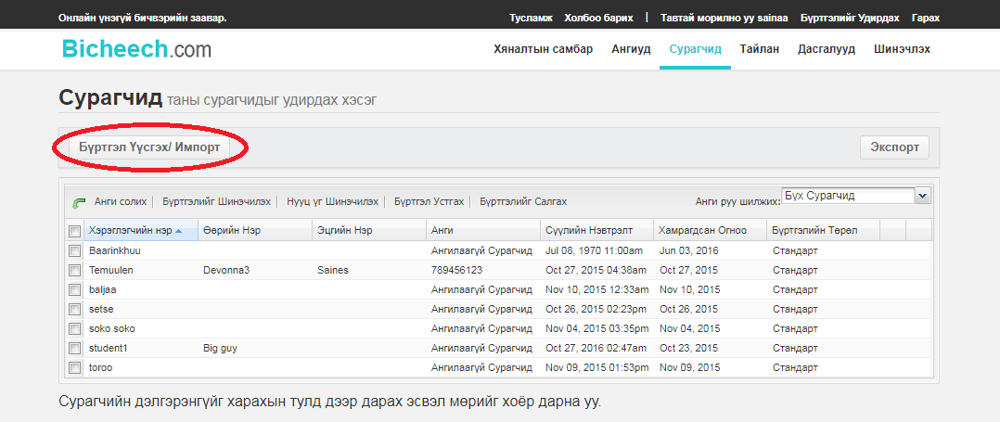 Онлайн үнэгүй бичвэрийн заавар. Тусламж Холбоо барих | Тавтай морилно уу sainaa Бүртгэлийг Удирдах Гарах
Bicheech.com Хяналтын самбар Ангиуд Сурагчид Тайлан Дасгалууд Шинэчлэх
Сурагчид таны сурагчидыг удирдах хэсэг
Бүртгэл Үүсгэх/ Импорт Экспорт
Анги солих | Бүртгэлийг Шинэчилэх | Нууц үг Шинэчилэх | Бүртгэл Устгах | Бүртгэлийг Салгах Анги руу шилжих: Бүх Сурагчид
Хэрэглэгчийн нэр Өөрийн Нэр Эцгийн Нэр Анги Сүүлийн Нэвтрэлт Хамрагдсан Огноо Бүртгэлийн Төрөл
Baarinkhuu Ангилаагүй Сурагчид Jul 08, 1970 11:00am Jun 03, 2016 Стандарт
Temuulen Devonna3 Saines 789456123 Oct 27, 2015 04:38am Oct 27, 2015 Стандарт
baljaa Ангилаагүй Сурагчид Nov 10, 2015 12:33am Nov 10, 2015 Стандарт
setse Ангилаагүй Сурагчид Oct 26, 2015 02:23pm Oct 26, 2015 Стандарт
soko soko Ангилаагүй Сурагчид Nov 04, 2015 03:35pm Nov 04, 2015 Стандарт
student1 Big guy Ангилаагүй Сурагчид Oct 27, 2016 02:47am Oct 23, 2015 Стандарт
toroo Ангилаагүй Сурагчид Nov 09, 2015 01:53pm Nov 09, 2015 Стандарт
Сурагчийн дэлгэрэнгүйг харахын тулд дээр дарах эсвэл мөрийг хоёр дарна уу.